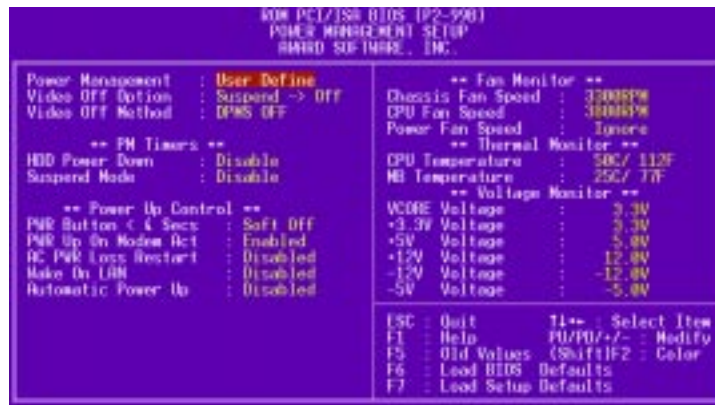 ROM PCI/ISA BIOS (P2-99B)
POWER MANAGEMENT SETUP
AWARD SOFTWARE, INC.
Power Management : User Define
Video Off Option : Suspend -> Off
Video Off Method : DPMS OFF
** PM Timers **
HDD Power Down : Disable
Suspend Mode : Disable
** Power Up Control **
PWR Button < 4 Secs : Soft Off
PWR Up On Modem Act : Enabled
AC PWR Loss Restart : Disabled
Wake On LAN : Disabled
Automatic Power Up : Disabled
** Fan Monitor **
Chassis Fan Speed : 3300RPM
CPU Fan Speed : 3800RPM
Power Fan Speed : Ignore
** Thermal Monitor **
CPU Temperature : 50C/ 112F
MB Temperature : 25C/ 77F
** Voltage Monitor **
VCORE Voltage : 3.3V
+3.3V Voltage : 3.3V
+5V Voltage : 5.0V
+12V Voltage : 12.0V
-12V Voltage : -12.0V
-5V Voltage : -5.0V
ESC : Quit ↑↓→← : Select Item
F1 : Help PU/PD/+/- : Modify
F5 : Old Values (Shift)F2 : Color
F6 : Load BIOS Defaults
F7 : Load Setup Defaults